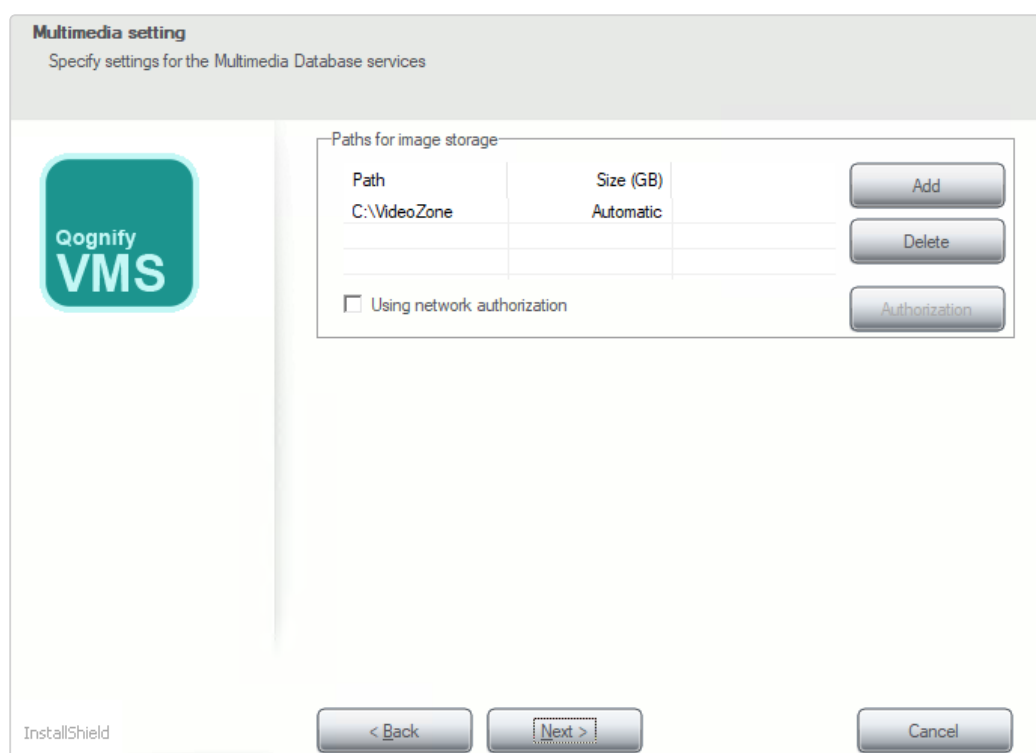 Multimedia setting
Specify settings for the Multimedia Database services
Paths for image storage
Path Size (GB)
C:\VideoZone Automatic
Add
Delete
Using network authorization
Authorization
Qognify
VMS
InstallShield
< Back Next > Cancel